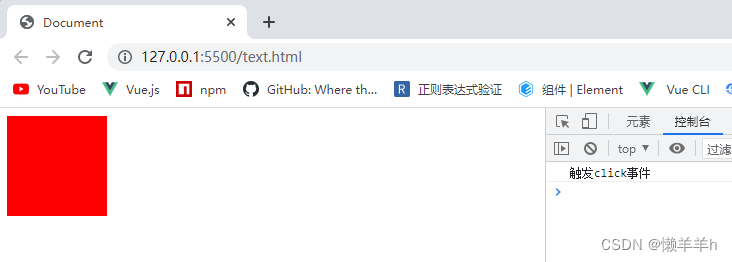 Document
127.0.0.1:5500/text.html
YouTube Vue.js npm GitHub: Where th... R 正则表达式验证 组件 | Element Vue CLI
元素 控制台
top 过滤
触发click事件
CSDN @懒羊羊h